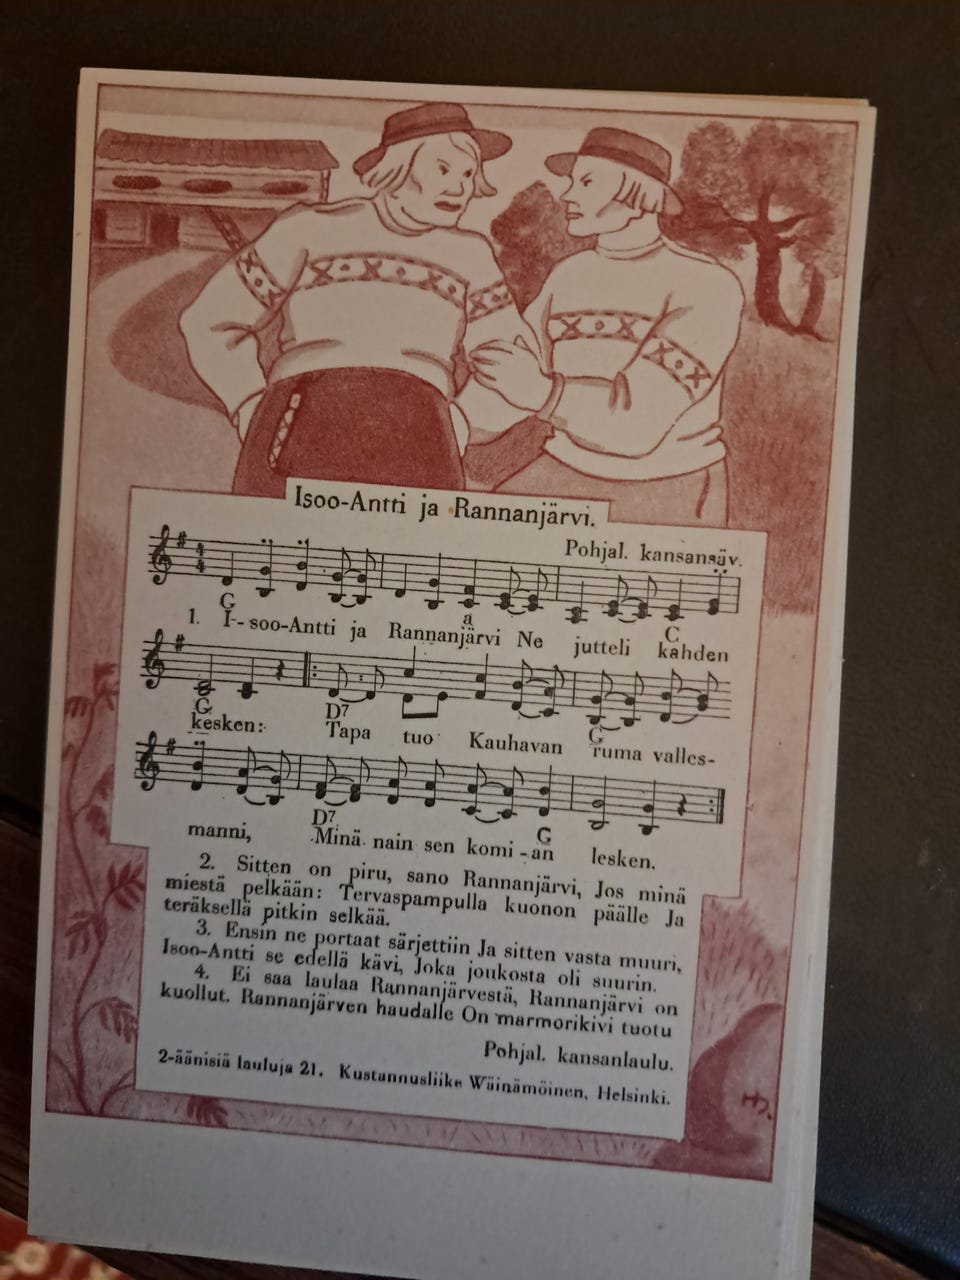 Isoo-Antti ja Rannanjärvi.
Pohjal. kansansäv.
4
4
G a C
1. I-soo-Antti ja Rannanjärvi Ne jutteli kahden
G D7 G
kesken: Tapa tuo Kauhavan ruma valles-
D7 G
manni, Minä nain sen komi-an lesken.
2. Sitten on piru, sano Rannanjärvi, Jos minä
miestä pelkään: Tervaspampulla kuonon päälle Ja
teräksellä pitkin selkää.
3. Ensin ne portaat särjettiin Ja sitten vasta muuri,
Isoo-Antti se edellä kävi, Joka joukosta oli suurin.
4. Ei saa laulaa Rannanjärvestä, Rannanjärvi on
kuollut. Rannanjärven haudalle On marmorikivi tuotu
Pohjal. kansanlaulu.
2-äänisiä lauluja 21. Kustannusliike Wäinämöinen, Helsinki.